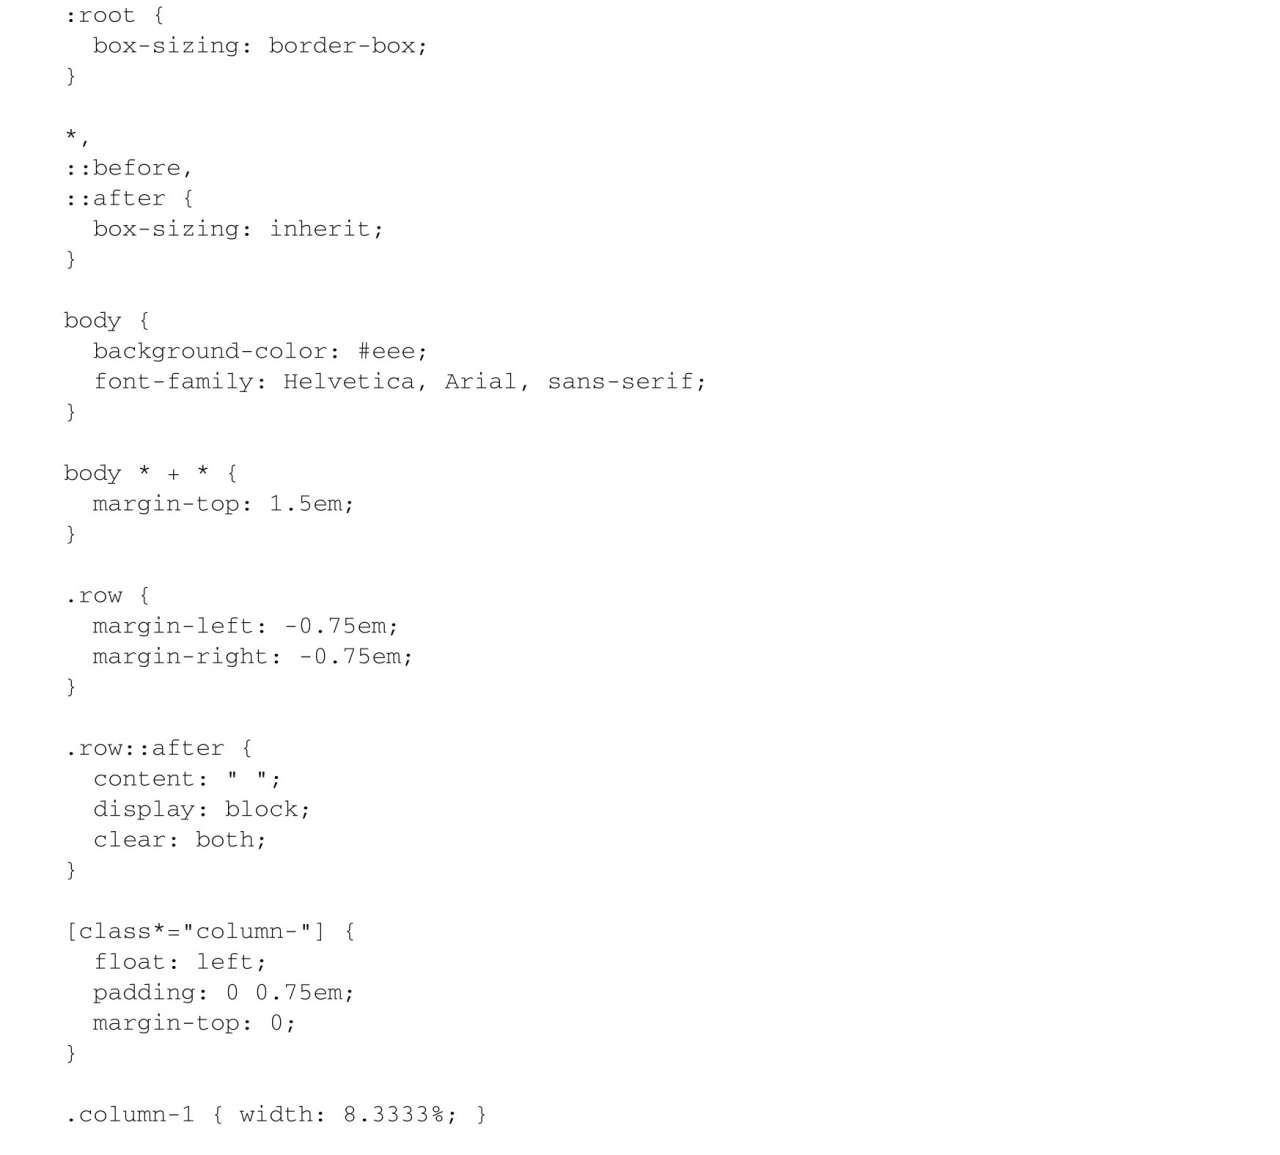 :root {
  box-sizing: border-box;
}

*,
::before,
::after {
  box-sizing: inherit;
}

body {
  background-color: #eee;
  font-family: Helvetica, Arial, sans-serif;
}

body * + * {
  margin-top: 1.5em;
}

.row {
  margin-left: -0.75em;
  margin-right: -0.75em;
}

.row::after {
  content: " ";
  display: block;
  clear: both;
}

[class*="column-"] {
  float: left;
  padding: 0 0.75em;
  margin-top: 0;
}

.column-1 { width: 8.3333%; }